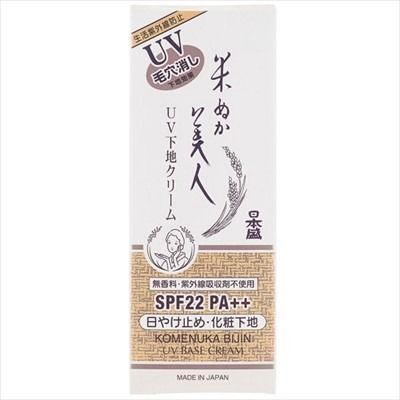 生活紫外線防止
UV
毛穴消し
米ぬか美人
UV下地クリーム
日本盛
無香料・紫外線吸収剤不使用
SPF22 PA++
日やけ止め・化粧下地
KOMENUKA BIJIN
UV BASE CREAM
MADE IN JAPAN